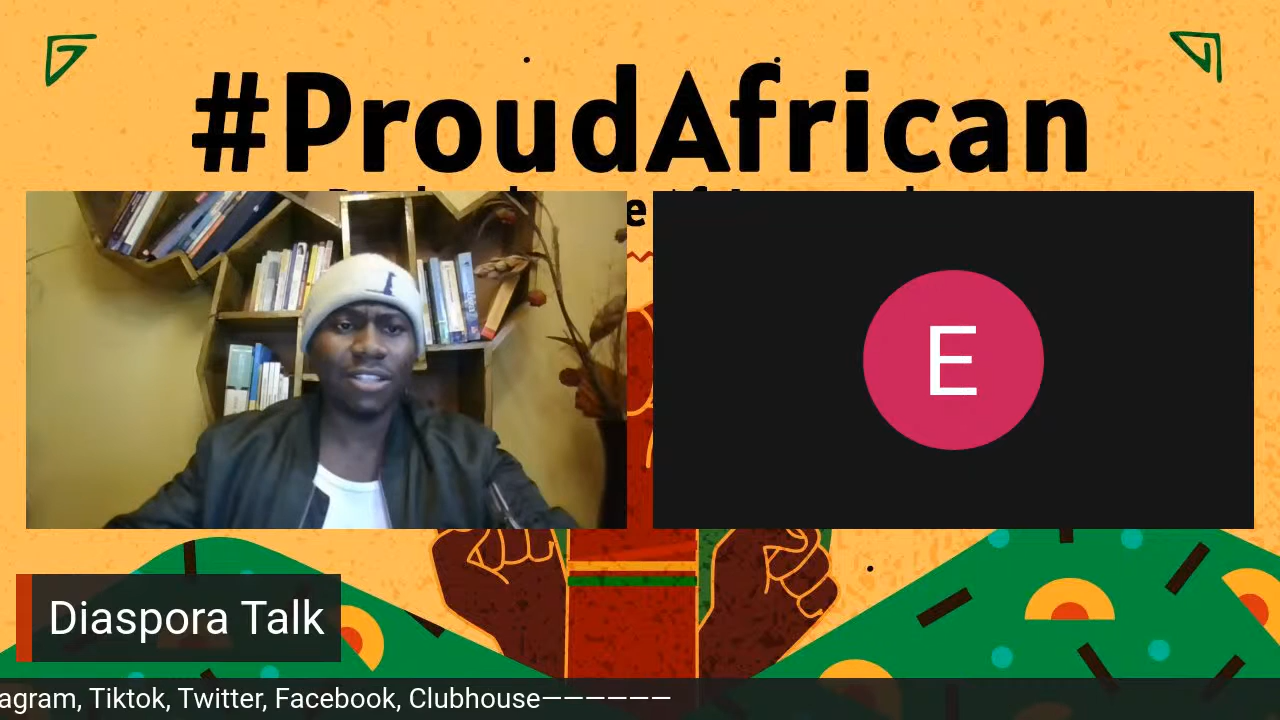 #ProudAfrican
E
Diaspora Talk
agram, Tiktok, Twitter, Facebook, Clubhouse——————